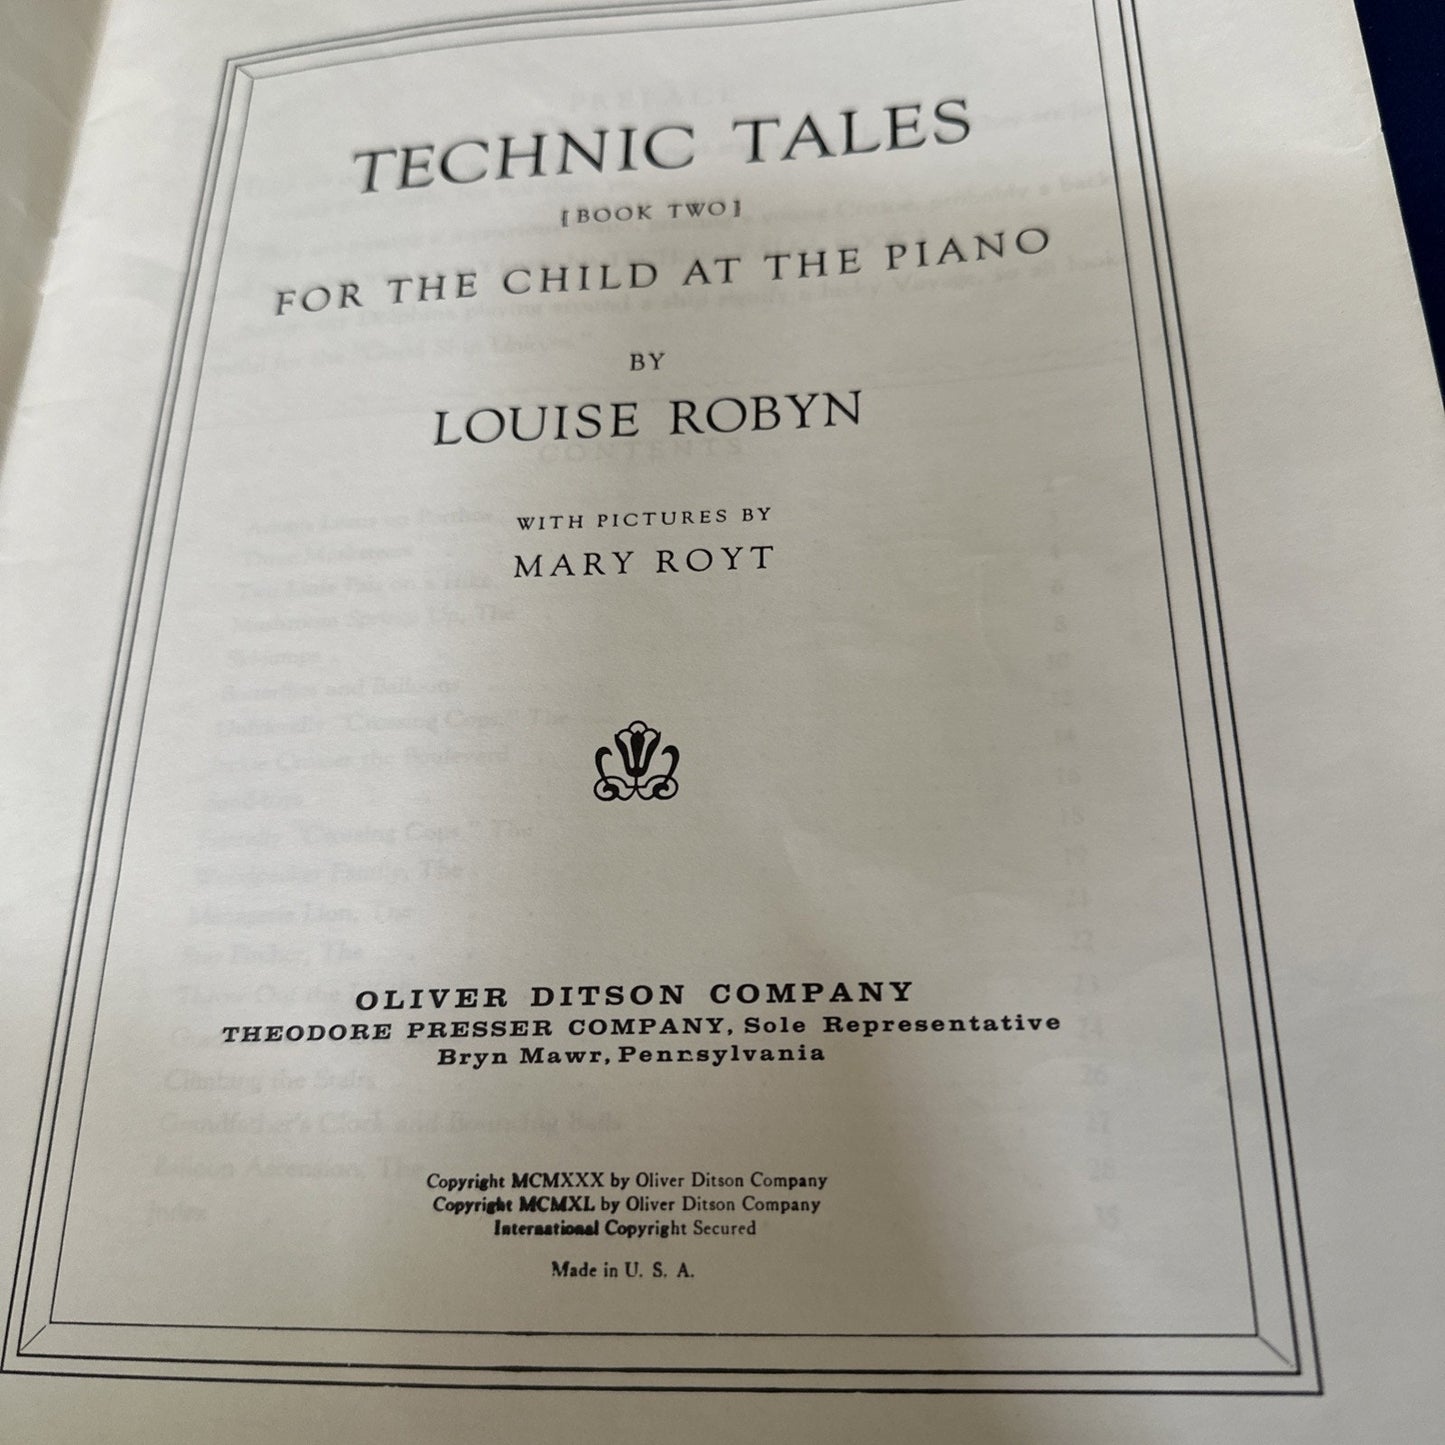 TECHNIC TALES
[BOOK TWO]
FOR THE CHILD AT THE PIANO
BY
LOUISE ROBYN
WITH PICTURES BY
MARY ROYT
OLIVER DITSON COMPANY
THEODORE PRESSER COMPANY, Sole Representative
Bryn Mawr, Pennsylvania
Copyright MCMXXX by Oliver Ditson Company
Copyright MCMXL by Oliver Ditson Company
International Copyright Secured
Made in U. S. A.